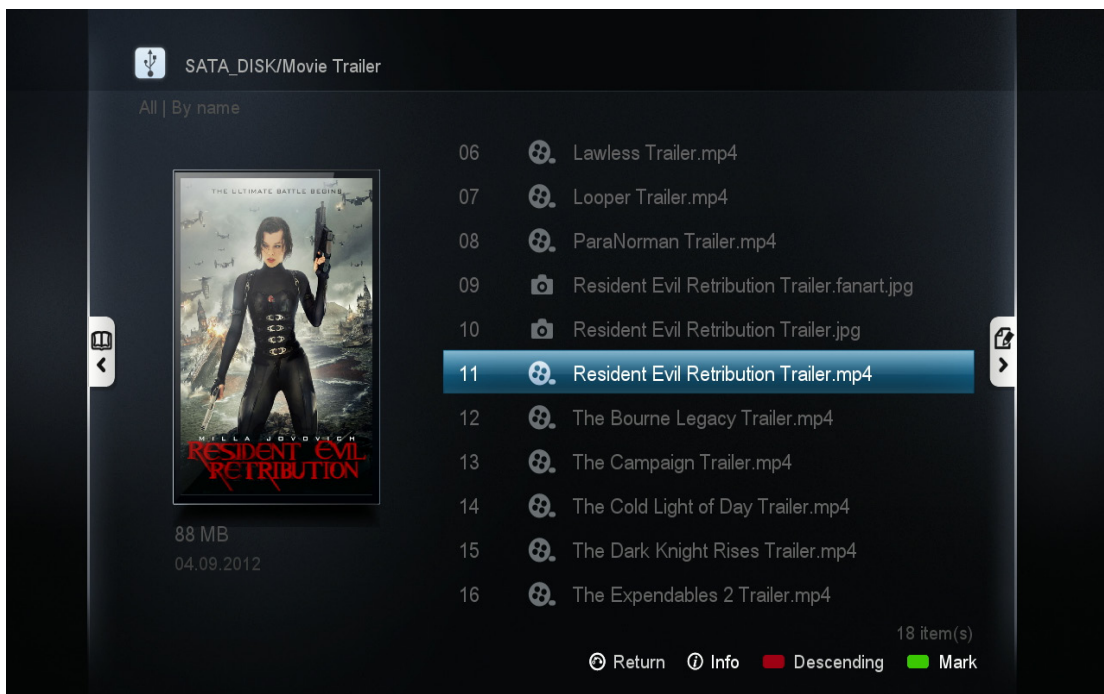 SATA_DISK/Movie Trailer
All | By name
THE ULTIMATE BATTLE BEGINS
MILLA JOVOVICH
RESIDENT EVIL
RETRIBUTION
88 MB
04.09.2012
06 Lawless Trailer.mp4
07 Looper Trailer.mp4
08 ParaNorman Trailer.mp4
09 Resident Evil Retribution Trailer.fanart.jpg
10 Resident Evil Retribution Trailer.jpg
11 Resident Evil Retribution Trailer.mp4
12 The Bourne Legacy Trailer.mp4
13 The Campaign Trailer.mp4
14 The Cold Light of Day Trailer.mp4
15 The Dark Knight Rises Trailer.mp4
16 The Expendables 2 Trailer.mp4
18 item(s)
Return Info Descending Mark